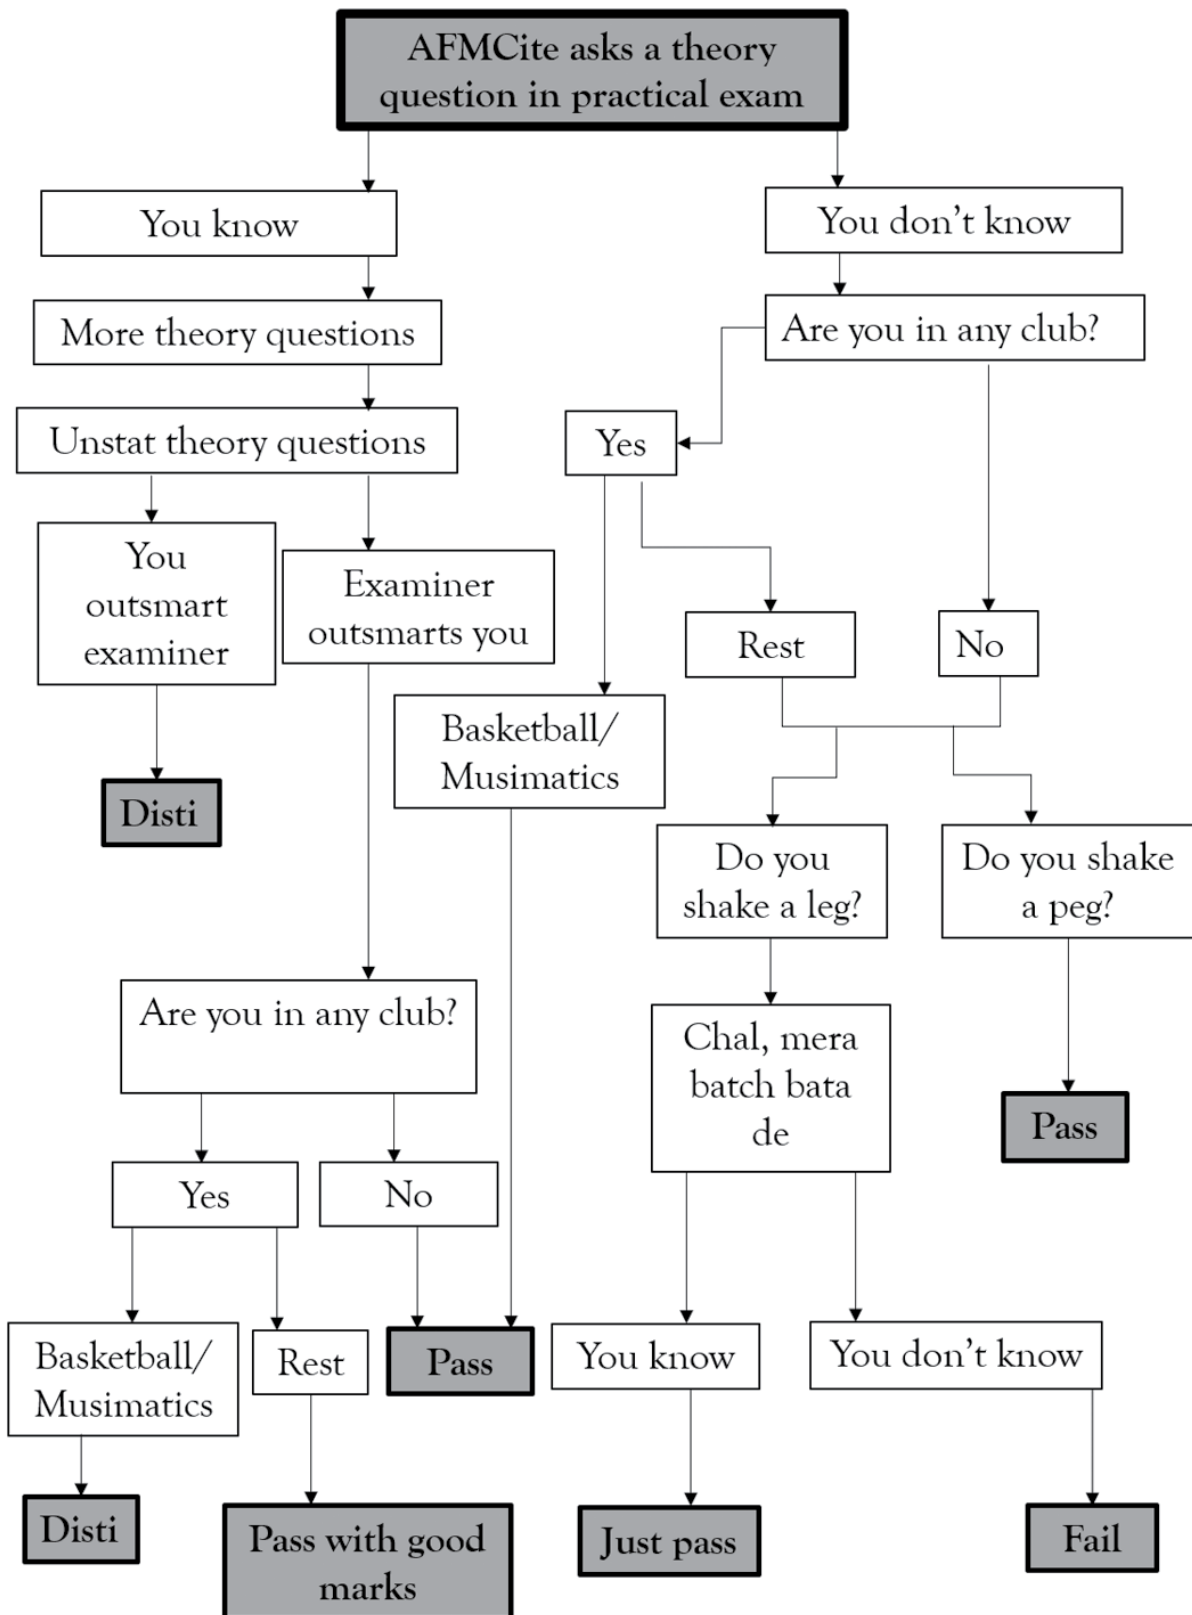 AFMCite asks a theory
question in practical exam
You know
You don't know
More theory questions
Are you in any club?
Unstat theory questions
Yes
You
outsmart
examiner
Examiner
outsmarts you
Rest
No
Basketball/
Musimatics
Disti
Do you
shake a leg?
Do you shake
a peg?
Are you in any club?
Chal, mera
batch bata
de
Pass
Yes
No
Basketball/
Musimatics
Rest
Pass
You know
You don't know
Disti
Pass with good
marks
Just pass
Fail